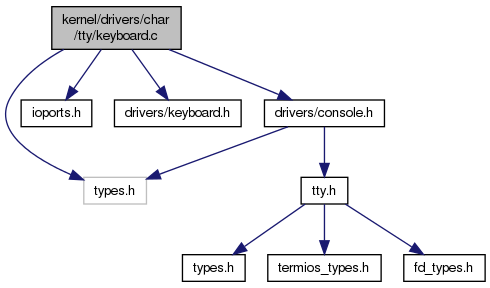 kernel/drivers/char
/tty/keyboard.c
ioports.h
drivers/keyboard.h
drivers/console.h
types.h
tty.h
types.h
termios_types.h
fd_types.h